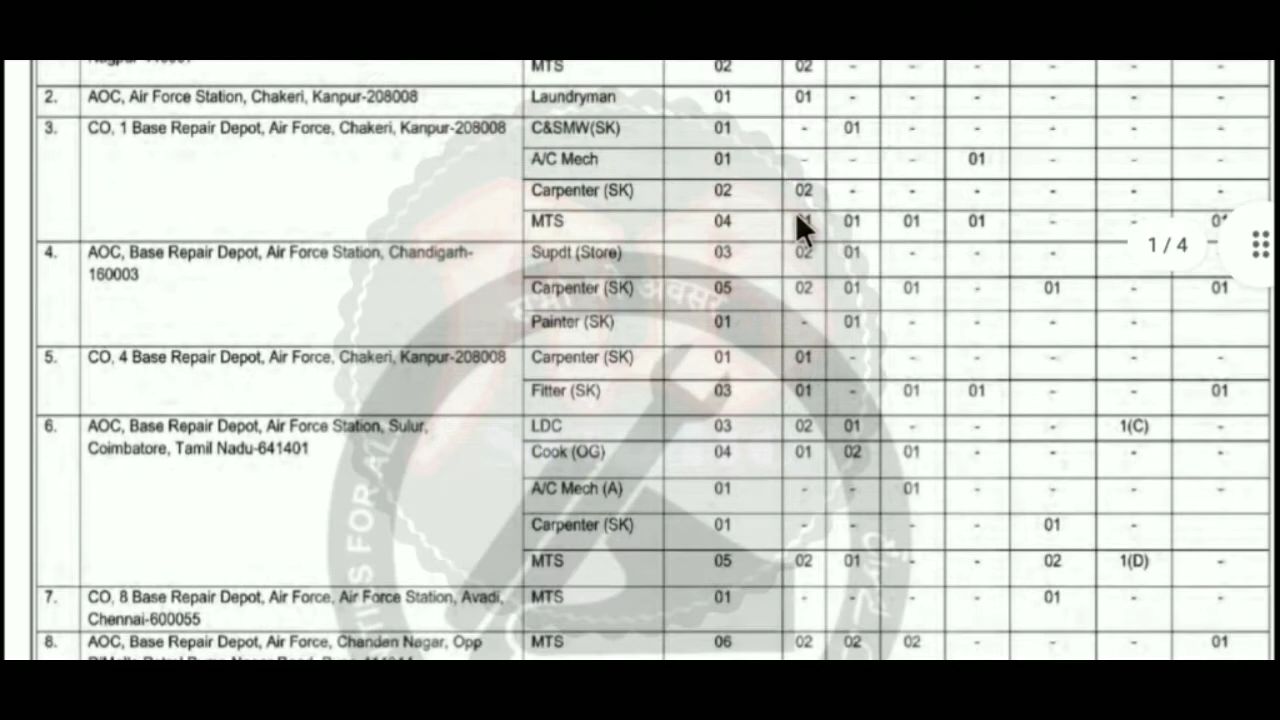 MTS 02 02 - - - - - -
2. AOC, Air Force Station, Chakeri, Kanpur-208008 Laundryman 01 01 - - - - - -
3. CO, 1 Base Repair Depot, Air Force, Chakeri, Kanpur-208008 C&SMW(SK) 01 - 01 - - - - -
A/C Mech 01 - - - 01 - - -
Carpenter (SK) 02 02 - - - - - -
MTS 04 01 01 01 - -
4. AOC, Base Repair Depot, Air Force Station, Chandigarh- Supdt (Store) 03 02 01 - - - -
160003
Carpenter (SK) 05 02 01 01 - 01 - 01
Painter (SK) 01 - 01 - - - - -
5. CO, 4 Base Repair Depot, Air Force, Chakeri, Kanpur-208008 Carpenter (SK) 01 01 - - - - - -
Fitter (SK) 03 01 - 01 01 - - 01
6. AOC, Base Repair Depot, Air Force Station, Sulur, LDC 03 02 01 - - - 1(C) -
Coimbatore, Tamil Nadu-641401 Cook (OG) 04 01 02 01 - - - -
A/C Mech (A) 01 - - 01 - - - -
Carpenter (SK) 01 - - - - 01 -
MTS 05 02 01 - - 02 1(D) -
7. CO, 8 Base Repair Depot, Air Force, Air Force Station, Avadi, MTS 01 - - - - 01 - -
Chennai-600055
8. AOC, Base Repair Depot, Air Force, Chanden Nagar, Opp MTS 06 02 02 02 - - - 01
1 / 4
IS FOR